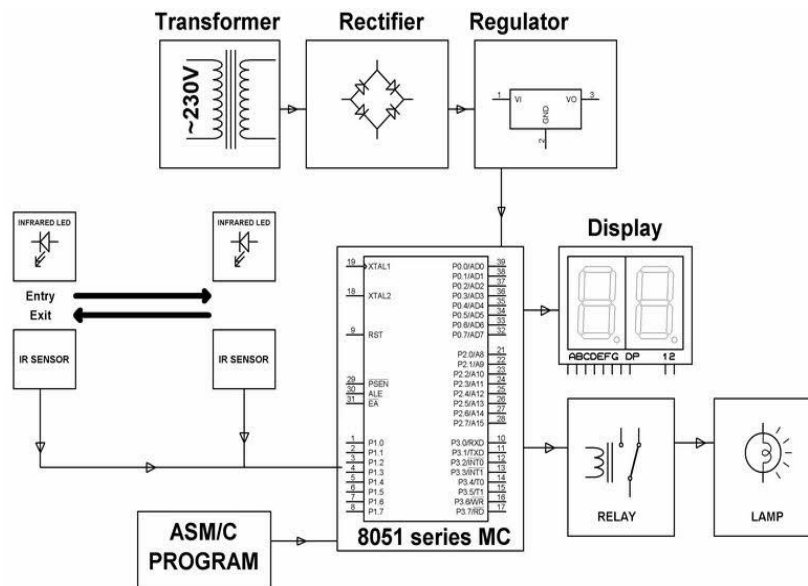 Transformer
Rectifier
Regulator
~230V
1
VI
VO
3
GND
2
INFRARED LED
INFRARED LED
Entry
Exit
IR SENSOR
IR SENSOR
19
XTAL1
18
XTAL2
9
RST
29
PSEN
30
ALE
31
EA
1
P1.0
2
P1.1
3
P1.2
4
P1.3
5
P1.4
6
P1.5
7
P1.6
8
P1.7
P0.0/AD0
39
P0.1/AD1
38
P0.2/AD2
37
P0.3/AD3
36
P0.4/AD4
35
P0.5/AD5
34
P0.6/AD6
33
P0.7/AD7
32
P2.0/A8
21
P2.1/A9
22
P2.2/A10
23
P2.3/A11
24
P2.4/A12
25
P2.5/A13
26
P2.6/A14
27
P2.7/A15
28
P3.0/RXD
10
P3.1/TXD
11
P3.2/INT0
12
P3.3/INT1
13
P3.4/T0
14
P3.5/T1
15
P3.6/WR
16
P3.7/RD
17
8051 series MC
ASM/C
PROGRAM
Display
ABCDEFG DP 12
RELAY
LAMP